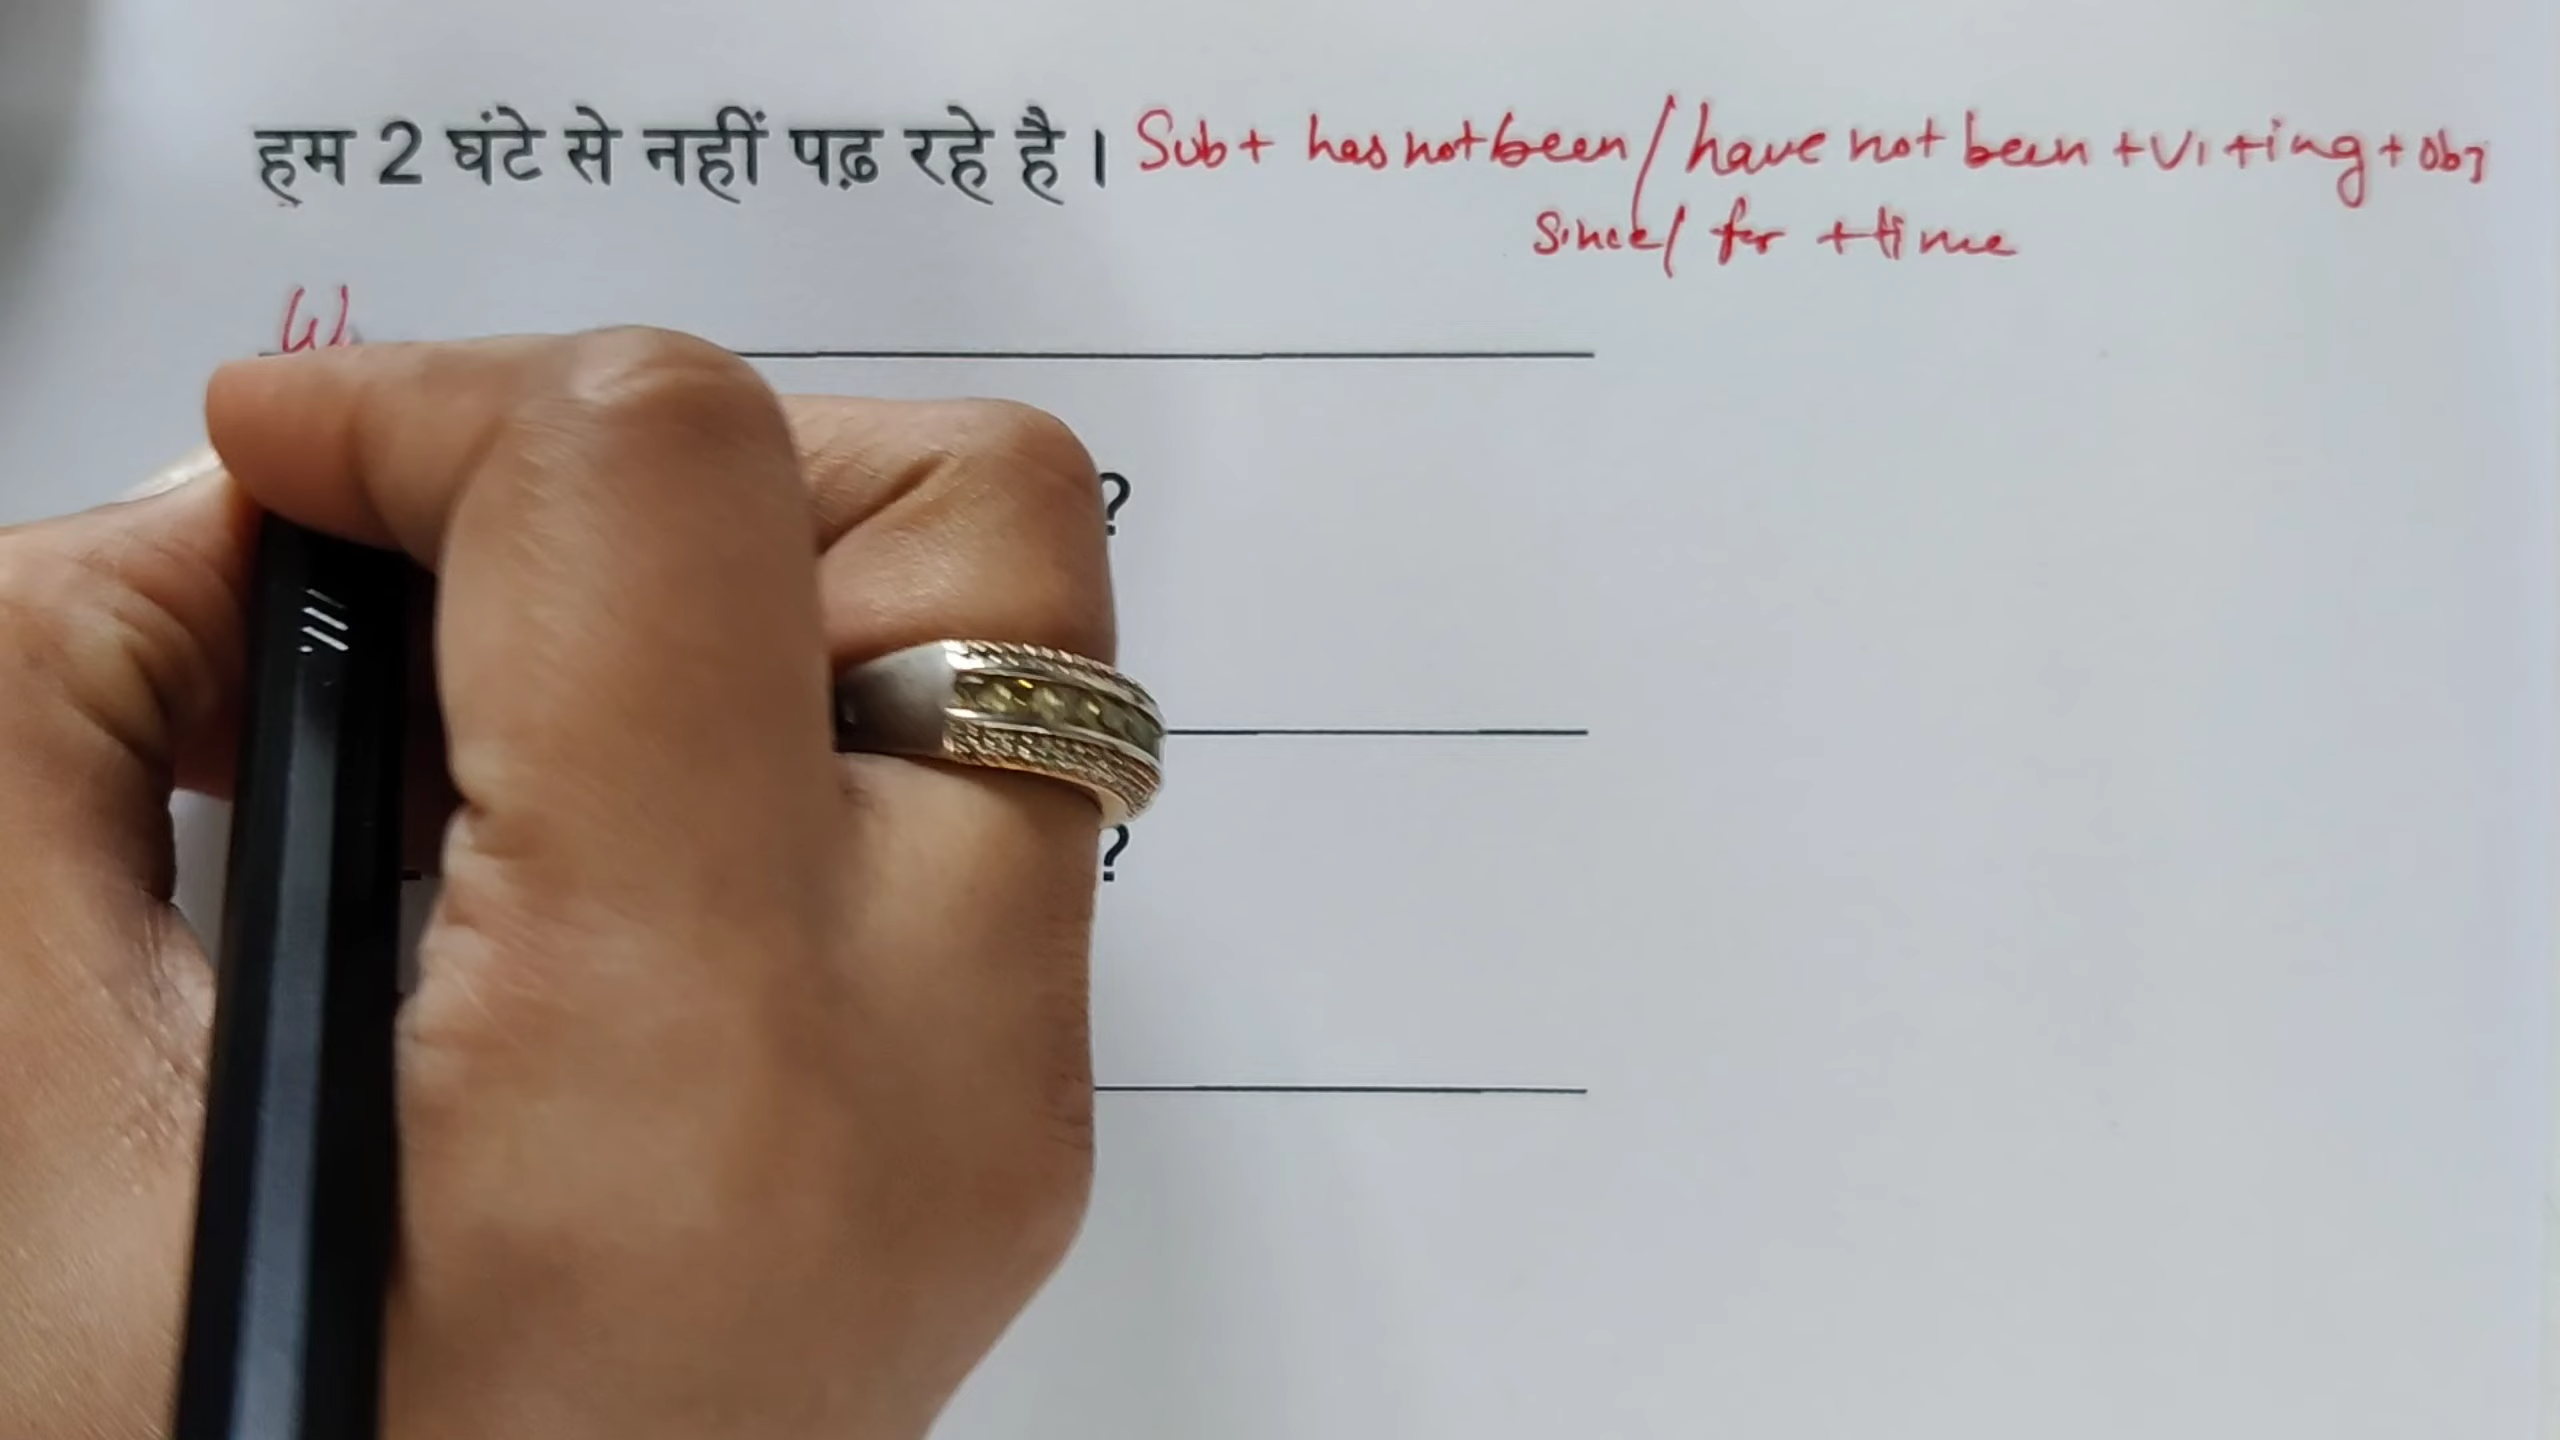 हम 2 घंटे से नहीं पढ़ रहे है । Sub + has not been / have not been + V1 + ing + obj
since / for + time
W
?
?